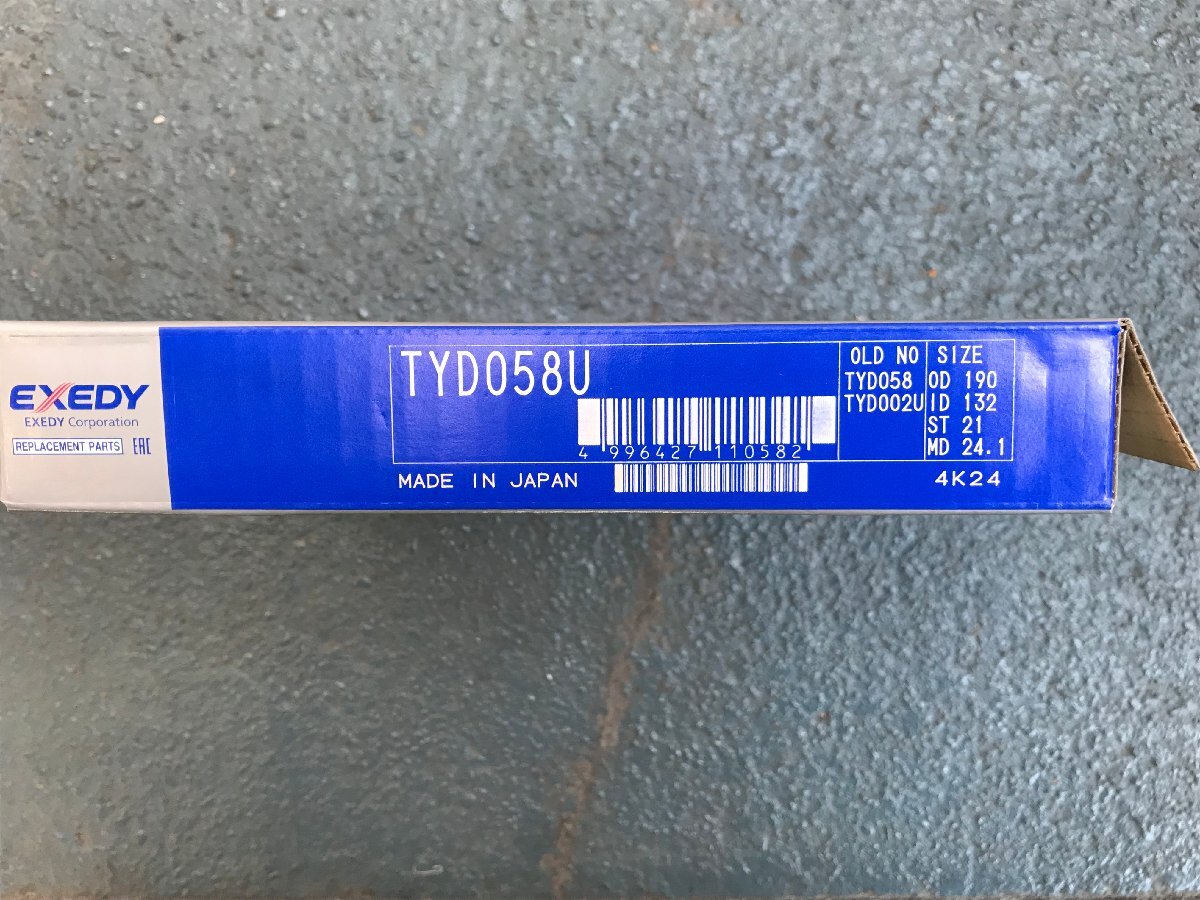 EXEDY
EXEDY Corporation
REPLACEMENT PARTS EAC
TYD058U
4 996427 110582
MADE IN JAPAN
OLD NO
TYD058
TYD002U
SIZE
OD 190
ID 132
ST 21
MD 24.1
4K24